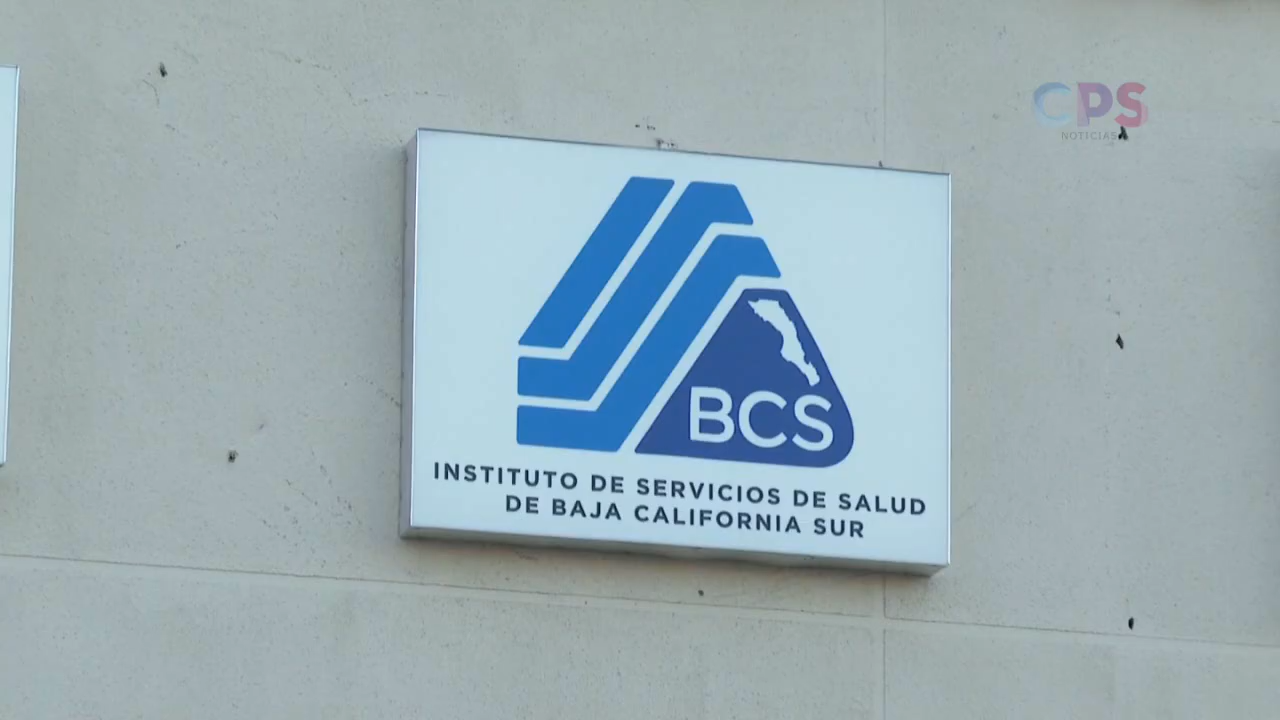 CPS
NOTICIAS
BCS
INSTITUTO DE SERVICIOS DE SALUD
DE BAJA CALIFORNIA SUR